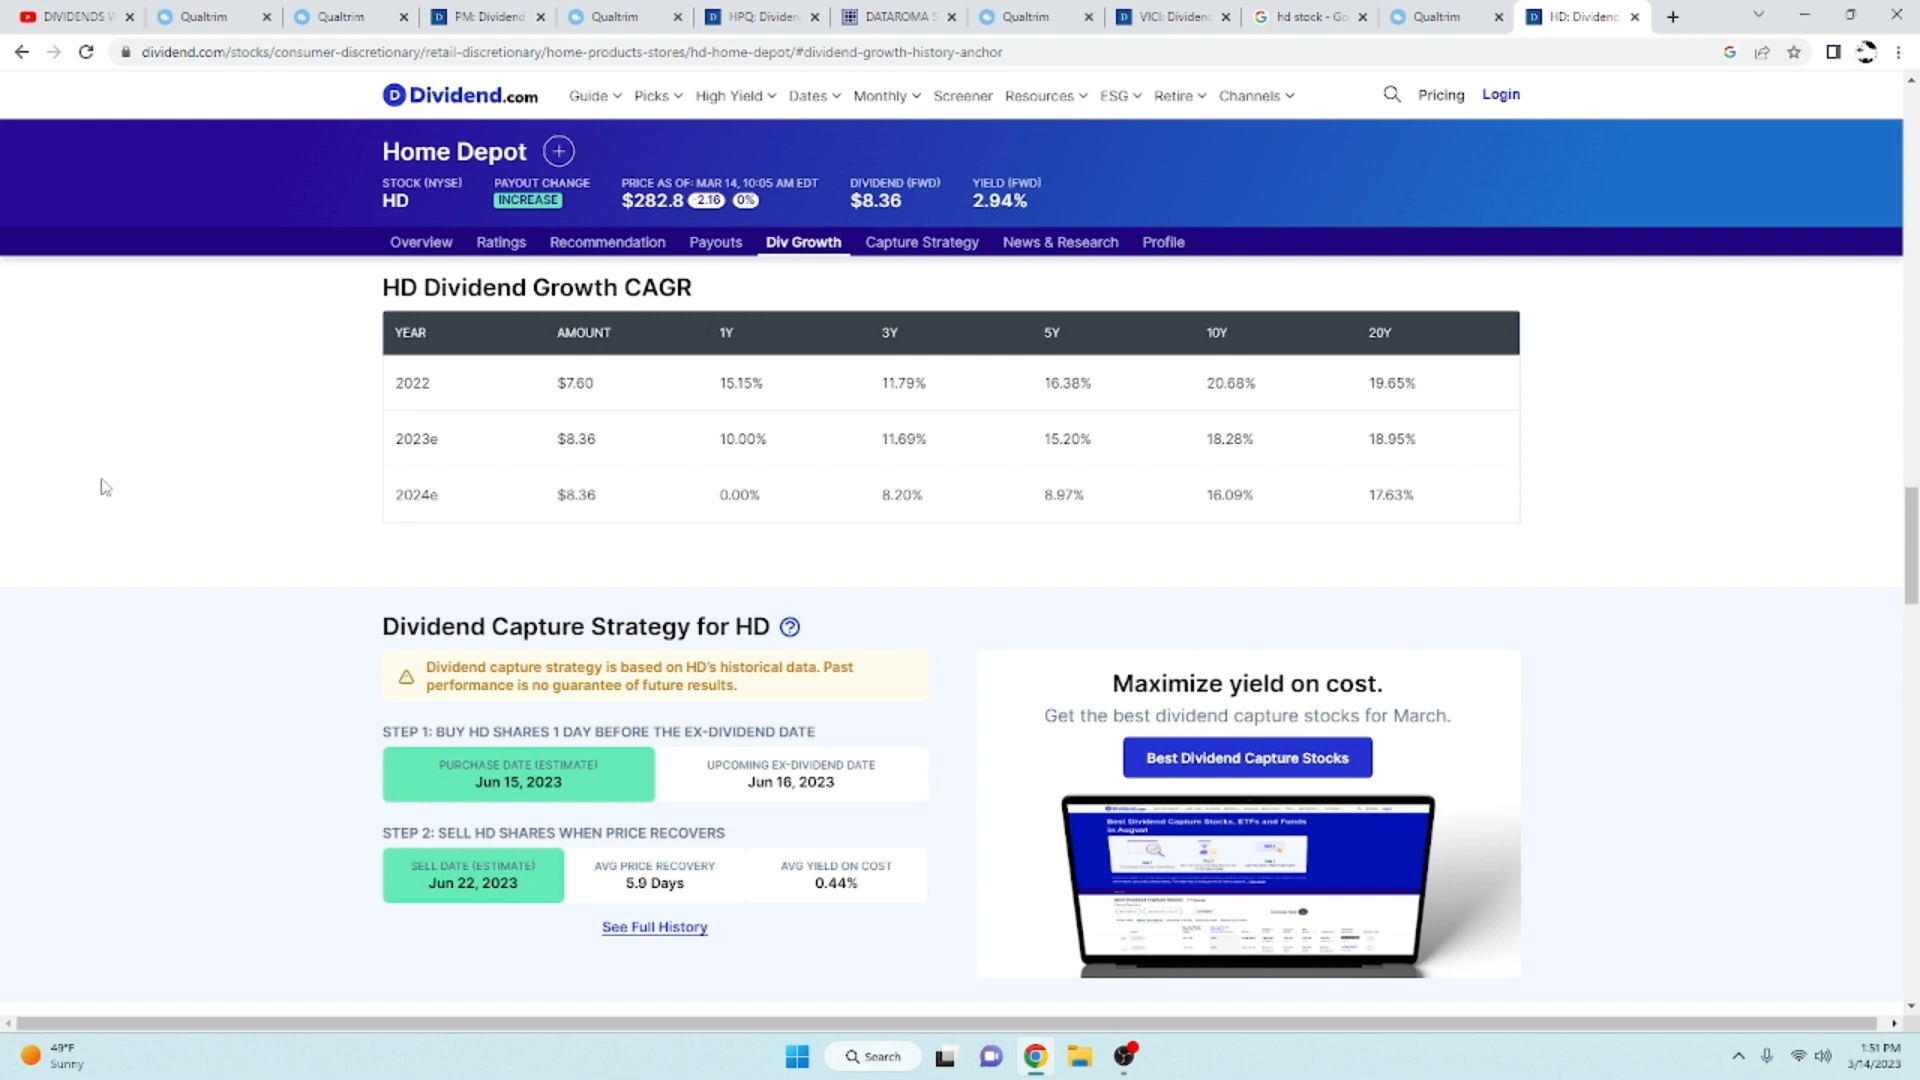 DIVIDENDS W
Qualtrim
Qualtrim
PM: Dividend
Qualtrim
HPQ: Dividen
DATAROMA S
Qualtrim
VICI: Dividend
hd stock - Go
Qualtrim
HD: Dividend
dividend.com/stocks/consumer-discretionary/retail-discretionary/home-products-stores/hd-home-depot/#dividend-growth-history-anchor
Dividend.com Guide Picks High Yield Dates Monthly Screener Resources ESG Retire Channels Pricing Login
Home Depot
STOCK (NYSE) PAYOUT CHANGE PRICE AS OF: MAR 14, 10:05 AM EDT DIVIDEND (FWD) YIELD (FWD)
HD INCREASE $282.8 -2.16 0% $8.36 2.94%
Overview Ratings Recommendation Payouts Div Growth Capture Strategy News & Research Profile
HD Dividend Growth CAGR
YEAR AMOUNT 1Y 3Y 5Y 10Y 20Y
2022 $7.60 15.15% 11.79% 16.38% 20.68% 19.65%
2023e $8.36 10.00% 11.69% 15.20% 18.28% 18.95%
2024e $8.36 0.00% 8.20% 8.97% 16.09% 17.63%
Dividend Capture Strategy for HD
Dividend capture strategy is based on HD's historical data. Past
performance is no guarantee of future results.
STEP 1: BUY HD SHARES 1 DAY BEFORE THE EX-DIVIDEND DATE
PURCHASE DATE (ESTIMATE) UPCOMING EX-DIVIDEND DATE
Jun 15, 2023 Jun 16, 2023
STEP 2: SELL HD SHARES WHEN PRICE RECOVERS
SELL DATE (ESTIMATE) AVG PRICE RECOVERY AVG YIELD ON COST
Jun 22, 2023 5.9 Days 0.44%
See Full History
Maximize yield on cost.
Get the best dividend capture stocks for March.
Best Dividend Capture Stocks
Best Dividend Capture Stocks, ETFs and Funds
in August
49°F
Sunny
Search
1:51 PM
3/14/2023